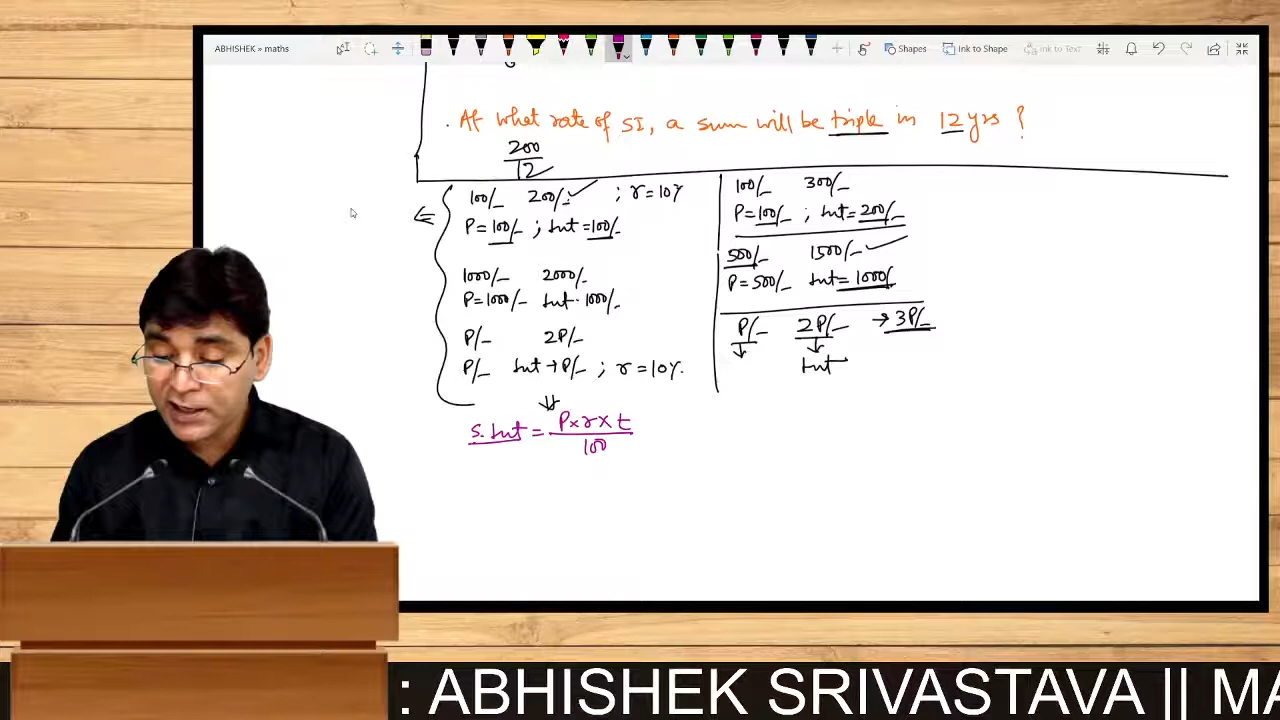 ABHISHEK » maths
Shapes
Ink to Shape
Ink to Text
. At what rate of SI, a sum will be triple in 12 yrs ?
200
12
100/- 200/- ; r = 10%
P = 100/- ; Int = 100/-
1000/- 2000/-
P = 1000/- Int = 1000/-
P/- 2P/-
P/- Int → P/- ; r = 10%.
S. Int = P × r × t
100
100/- 300/-
P = 100/- ; Int = 200/-
500/- 1500/-
P = 500/- Int = 1000/-
P/- 2P/- → 3P/-
Int
: ABHISHEK SRIVASTAVA || MA